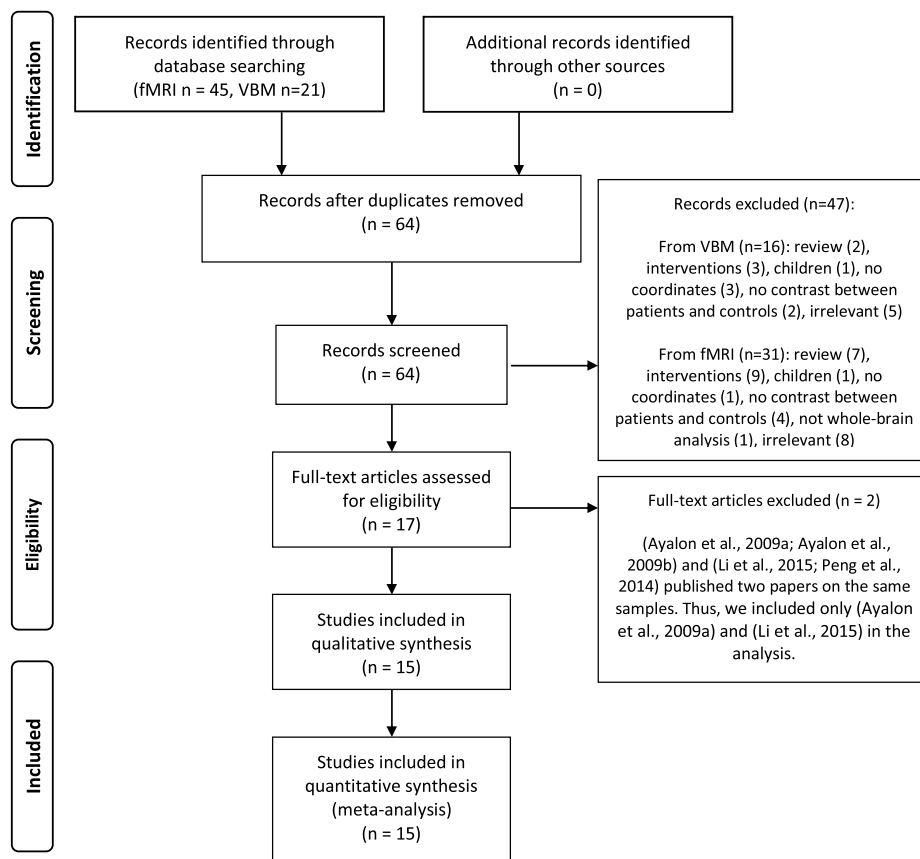 Identification
Records identified through
database searching
(fMRI n = 45, VBM n=21)
Additional records identified
through other sources
(n = 0)
Records after duplicates removed
(n = 64)
Screening
Records screened
(n = 64)
Records excluded (n=47):
From VBM (n=16): review (2),
interventions (3), children (1), no
coordinates (3), no contrast between
patients and controls (2), irrelevant (5)
From fMRI (n=31): review (7),
interventions (9), children (1), no
coordinates (1), no contrast between
patients and controls (4), not whole-brain
analysis (1), irrelevant (8)
Eligibility
Full-text articles assessed
for eligibility
(n = 17)
Full-text articles excluded (n = 2)
(Ayalon et al., 2009a; Ayalon et al.,
2009b) and (Li et al., 2015; Peng et al.,
2014) published two papers on the same
samples. Thus, we included only (Ayalon
et al., 2009a) and (Li et al., 2015) in the
analysis.
Studies included in
qualitative synthesis
(n = 15)
Included
Studies included in
quantitative synthesis
(meta-analysis)
(n = 15)